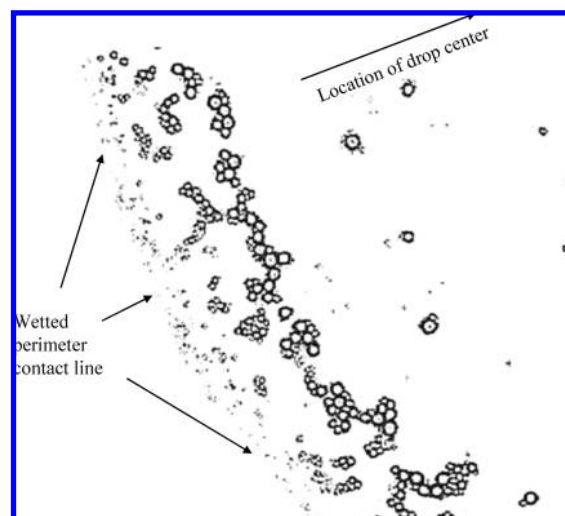 Location of drop center
Wetted
perimeter
contact line